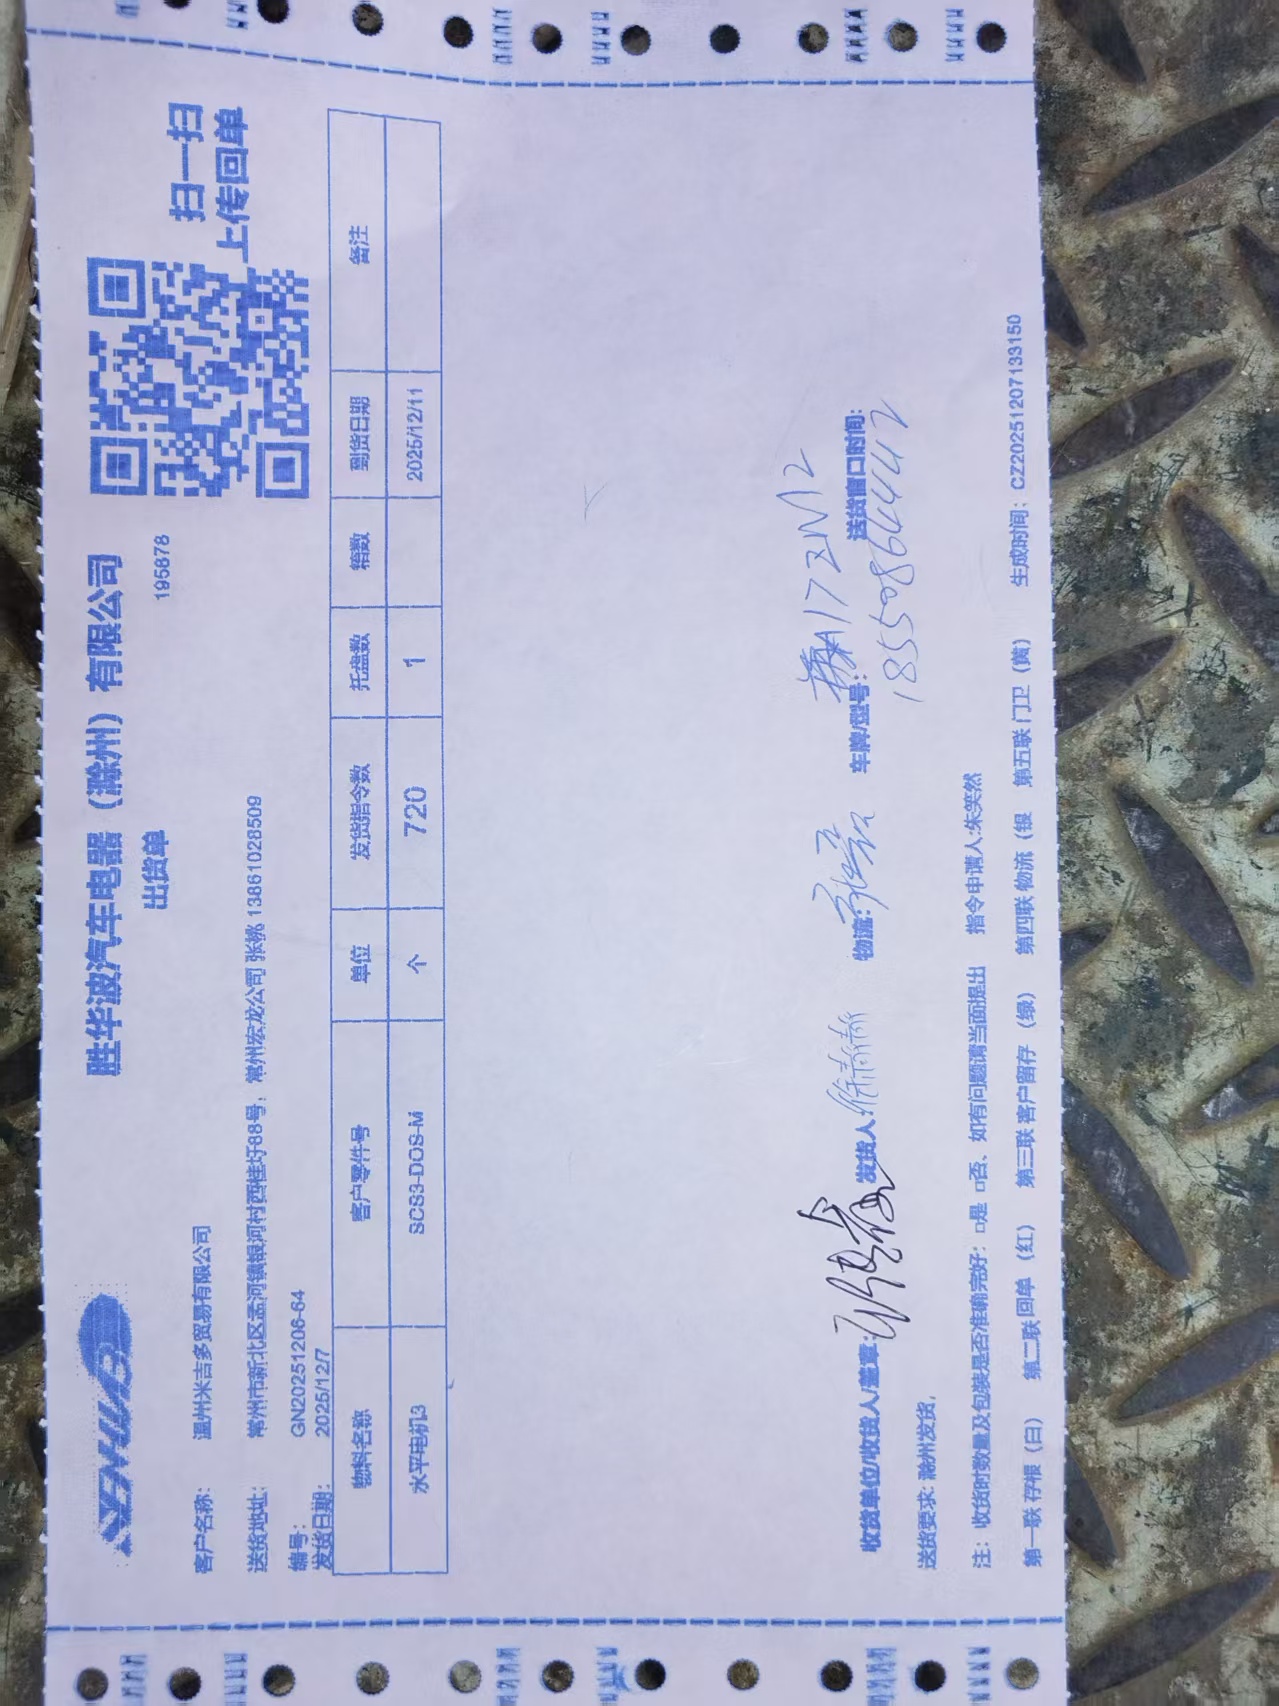 SENHWBO
胜华波汽车电器（滁州）有限公司
出货单
195878
扫一扫
上传回单
客户名称： 温州米吉多贸易有限公司
送货地址： 常州市新北区孟河镇银河村西桂圩88号，常州宏龙公司 张桃 13861028509
编号： GN20251206-64
发货日期： 2025/12/7
物料名称 客户零件号 单位 发货指令数 托盘数 箱数 到货日期 备注
水平电机3 SCS3-DOS-M 个 720 1 2025/12/11
收货单位/收货人/盖章： 发货人： 徐静静 物流： 车牌/型号： 送货窗口时间：
18550864442
送货要求: 滁州发货,
注： 收货时数量及包装是否准确完好： □是 □否、如有问题请当面提出 指令申请人:朱笑然
第一联 存根（白） 第二联 回单 （红） 第三联 客户留存 （绿） 第四联 物流（银 第五联 门卫 （黄） 生成时间： CZ20251207133150